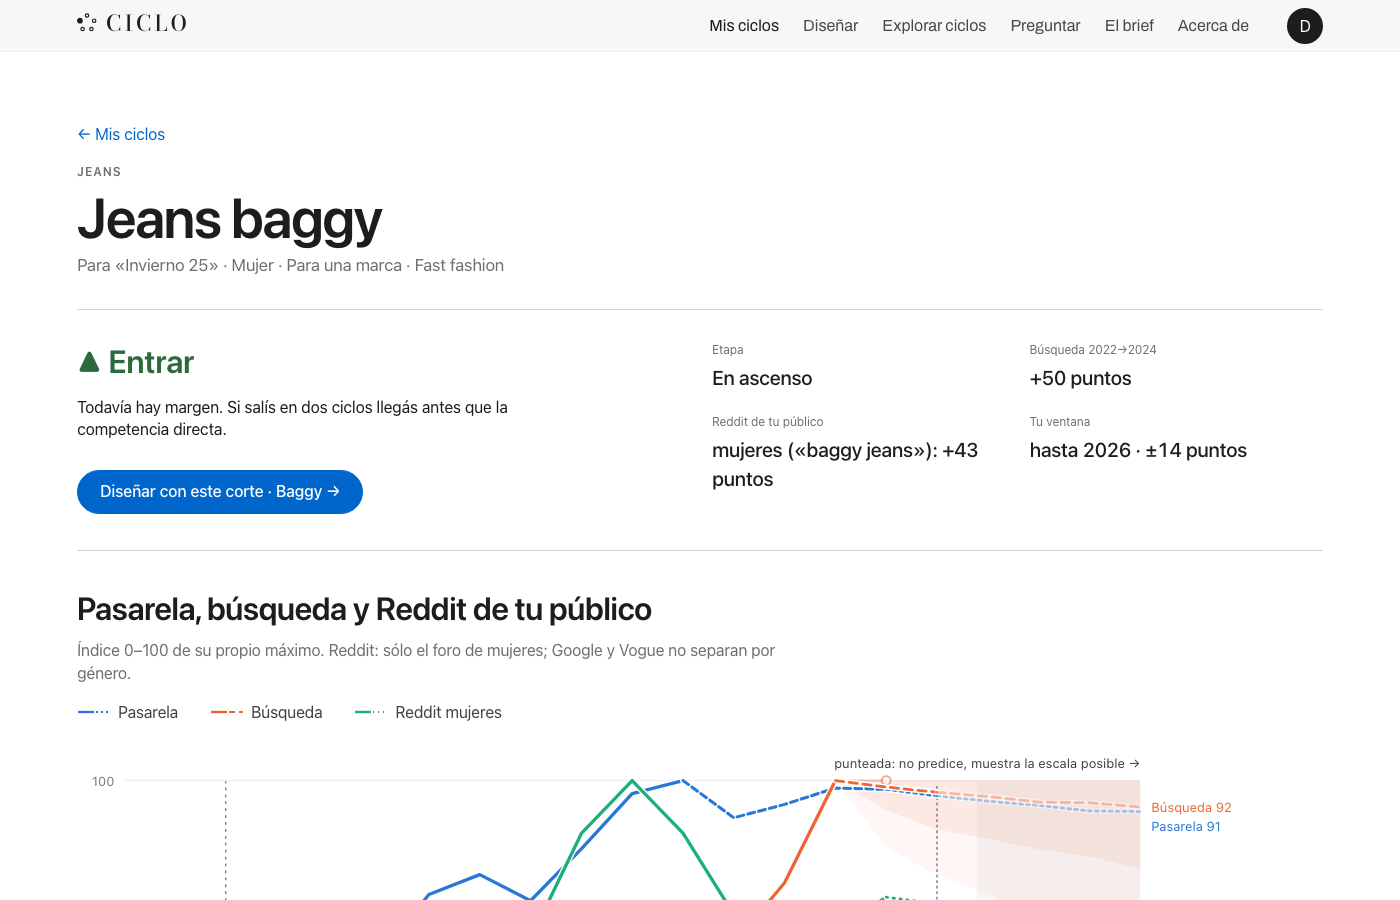 CICLO
Mis ciclos
Diseñar
Explorar ciclos
Preguntar
El brief
Acerca de
D
← Mis ciclos
JEANS
Jeans baggy
Para «Invierno 25» · Mujer · Para una marca · Fast fashion
▲ Entrar
Todavía hay margen. Si salís en dos ciclos llegás antes que la
competencia directa.
Diseñar con este corte · Baggy →
Etapa
En ascenso
Búsqueda 2022→2024
+50 puntos
Reddit de tu público
mujeres («baggy jeans»): +43
puntos
Tu ventana
hasta 2026 · ±14 puntos
Pasarela, búsqueda y Reddit de tu público
Índice 0–100 de su propio máximo. Reddit: sólo el foro de mujeres; Google y Vogue no separan por
género.
Pasarela
Búsqueda
Reddit mujeres
punteada: no predice, muestra la escala posible →
100
Búsqueda 92
Pasarela 91